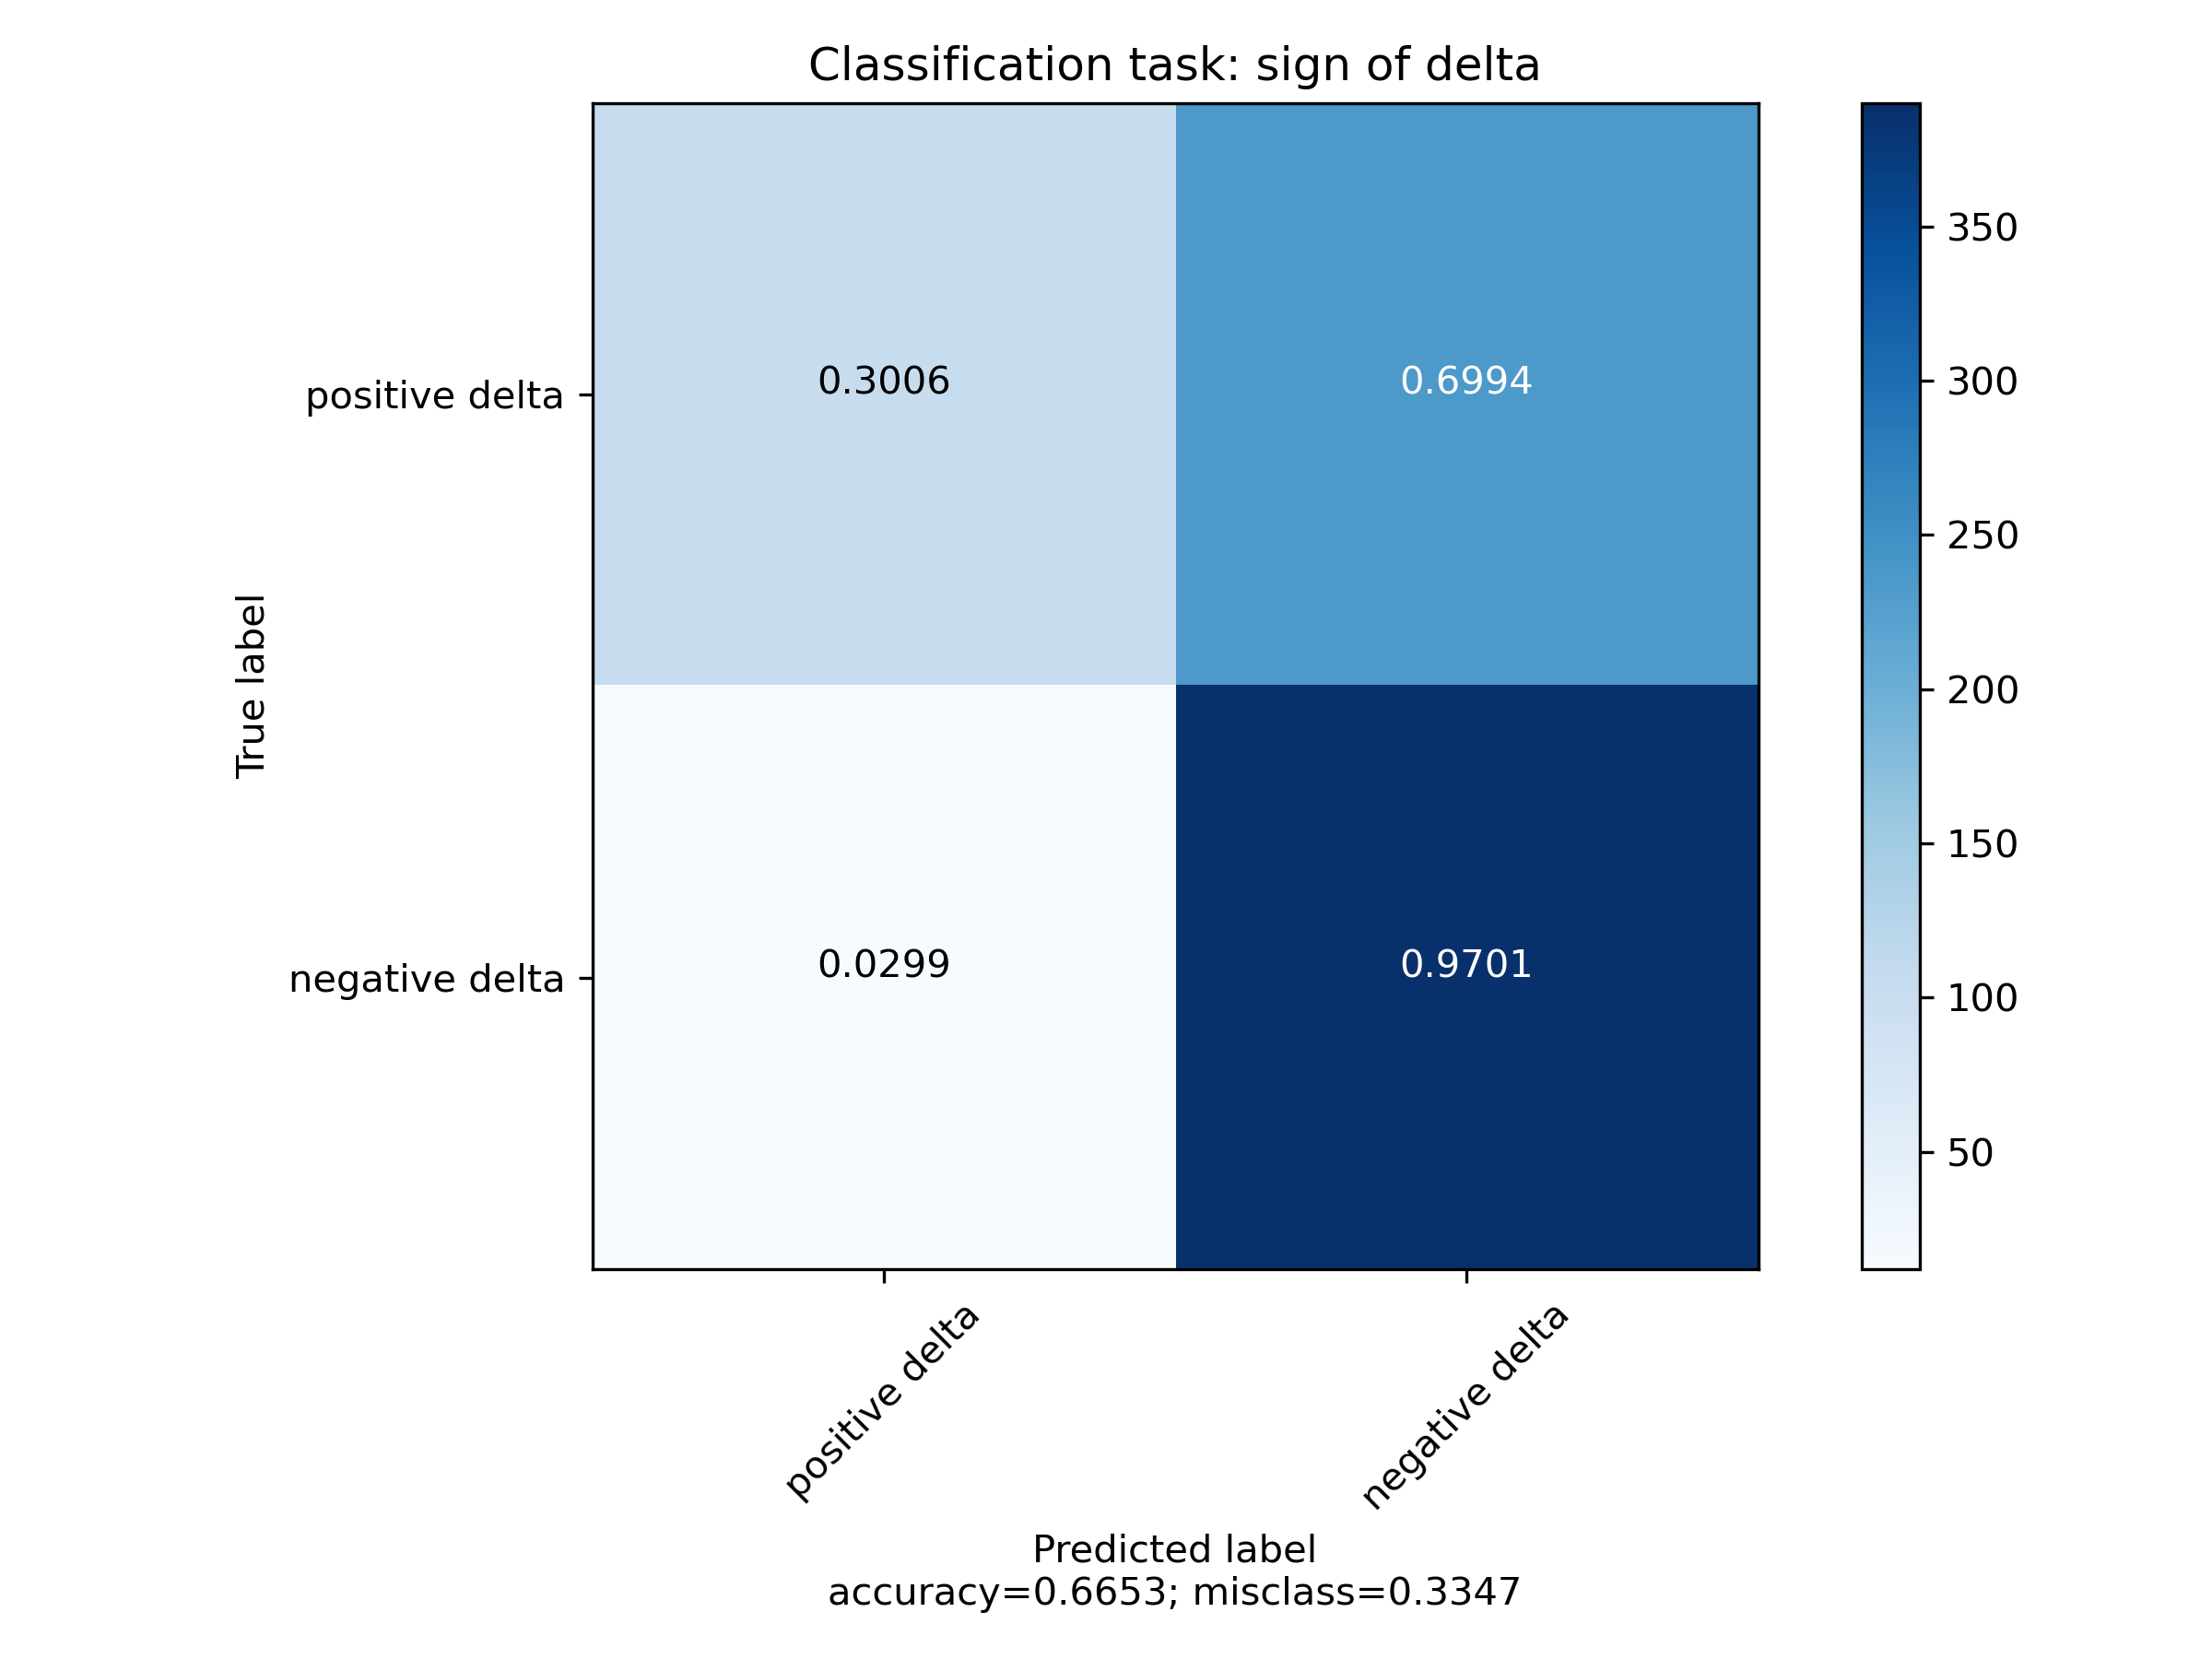 Classification task: sign of delta
positive delta
0.3006
0.6994
negative delta
0.0299
0.9701
True label
350
300
250
200
150
100
50
positive delta
negative delta
Predicted label
accuracy=0.6653; misclass=0.3347